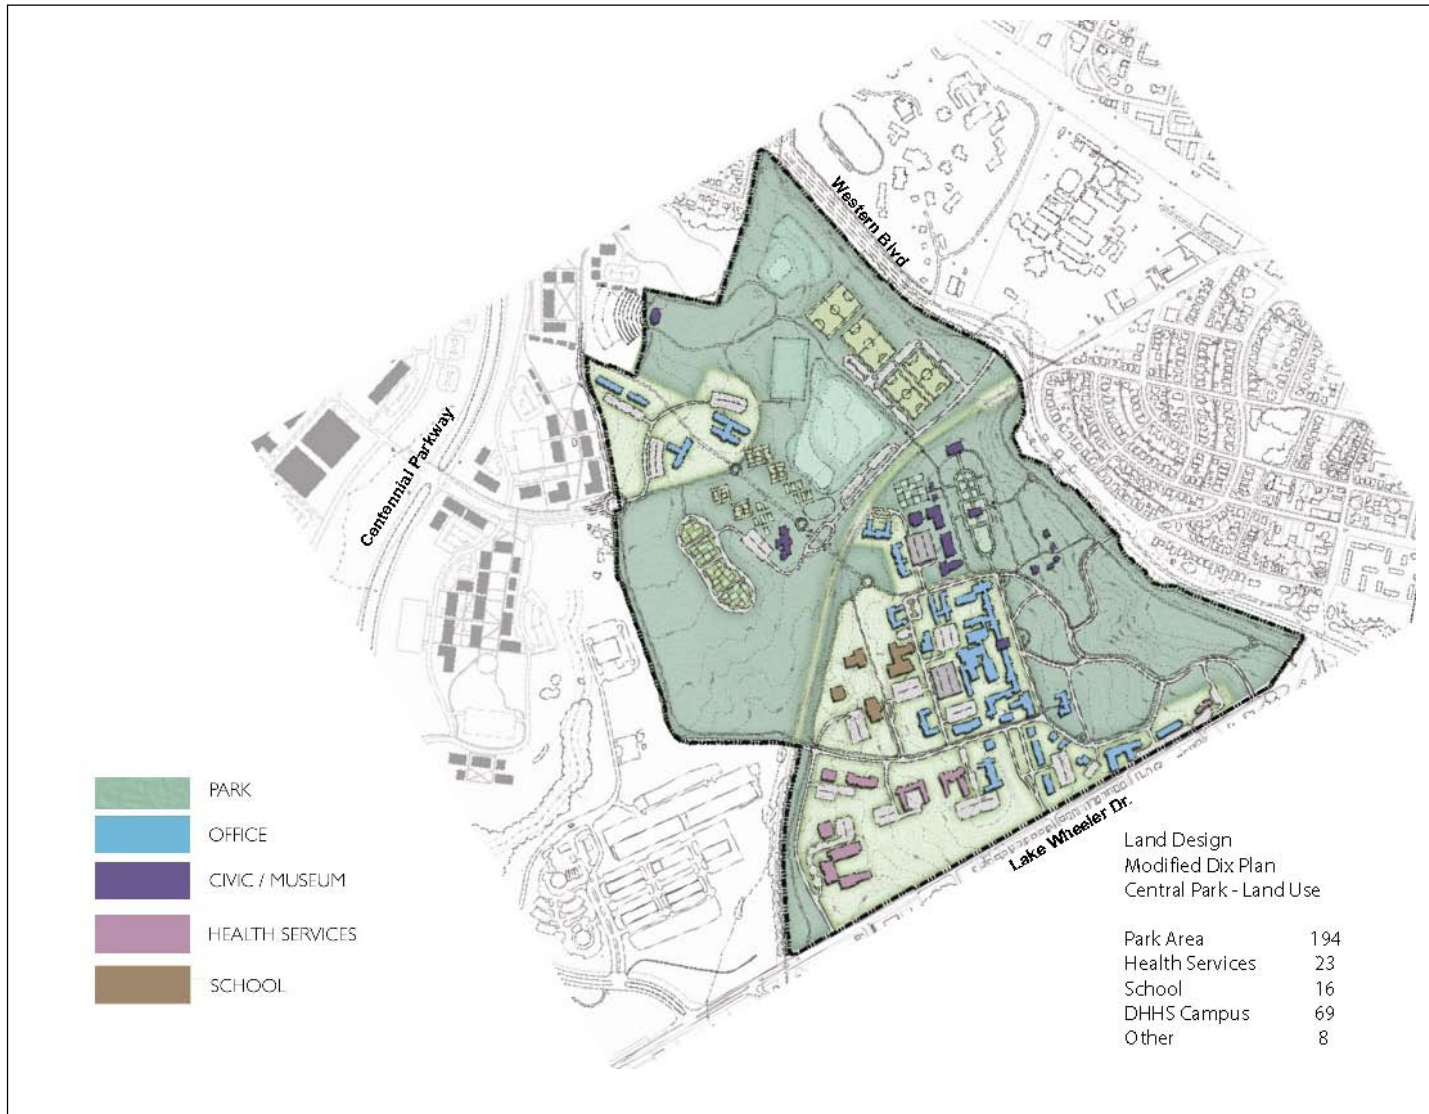 Western Blvd
Centennial Parkway
Lake Wheeler Dr.
PARK
OFFICE
CIVIC / MUSEUM
HEALTH SERVICES
SCHOOL
Land Design
Modified Dix Plan
Central Park - Land Use
Park Area 194
Health Services 23
School 16
DHHS Campus 69
Other 8